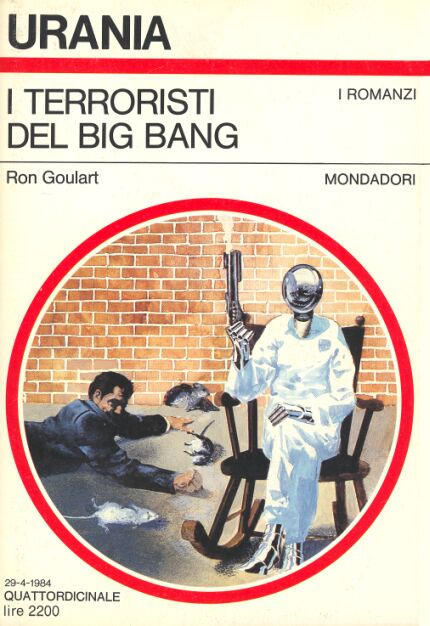 URANIA
I TERRORISTI
DEL BIG BANG
I ROMANZI
Ron Goulart
MONDADORI
29-4-1984
QUATTORDICINALE
lire 2200